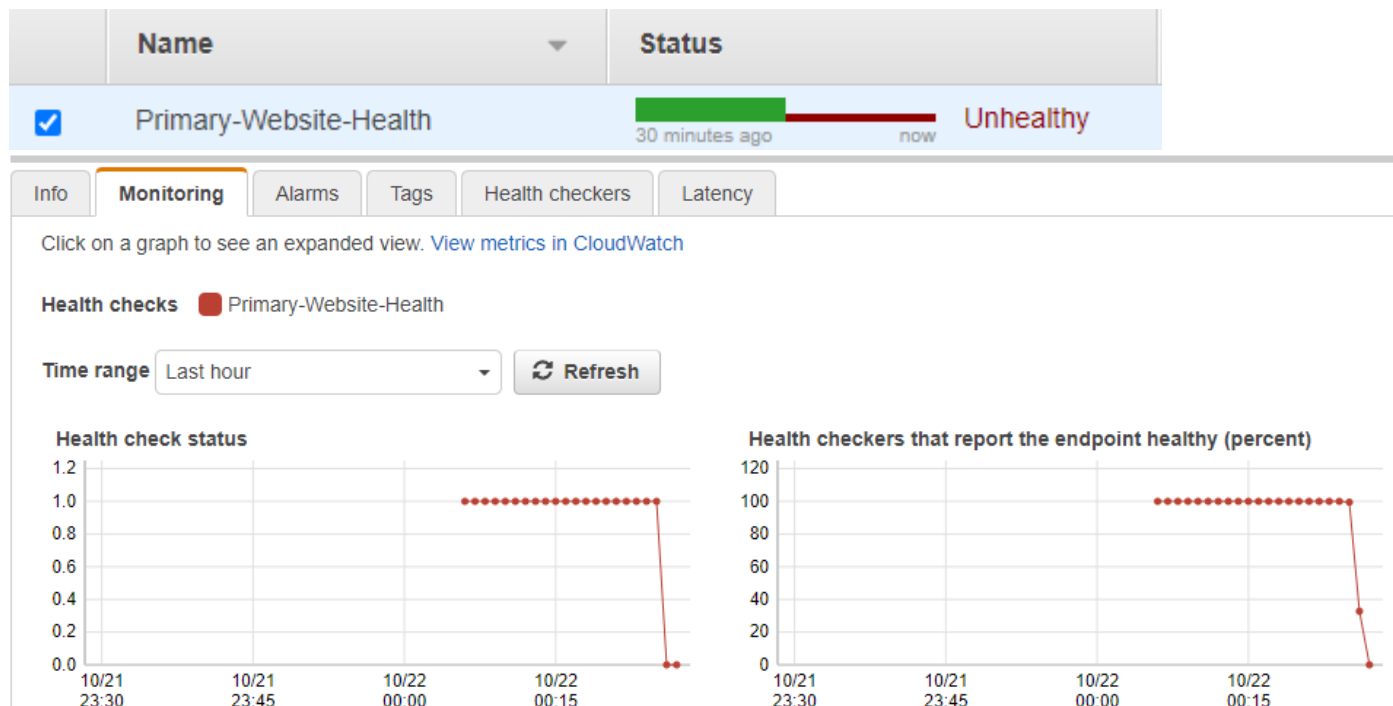 Name Status
Primary-Website-Health Unhealthy
30 minutes ago now
Info Monitoring Alarms Tags Health checkers Latency
Click on a graph to see an expanded view. View metrics in CloudWatch
Health checks Primary-Website-Health
Time range Last hour Refresh
Health check status
1.2
1.0
0.8
0.6
0.4
0.2
0.0
10/21 10/21 10/22 10/22
23:30 23:45 00:00 00:15
Health checkers that report the endpoint healthy (percent)
120
100
80
60
40
20
0
10/21 10/21 10/22 10/22
23:30 23:45 00:00 00:15